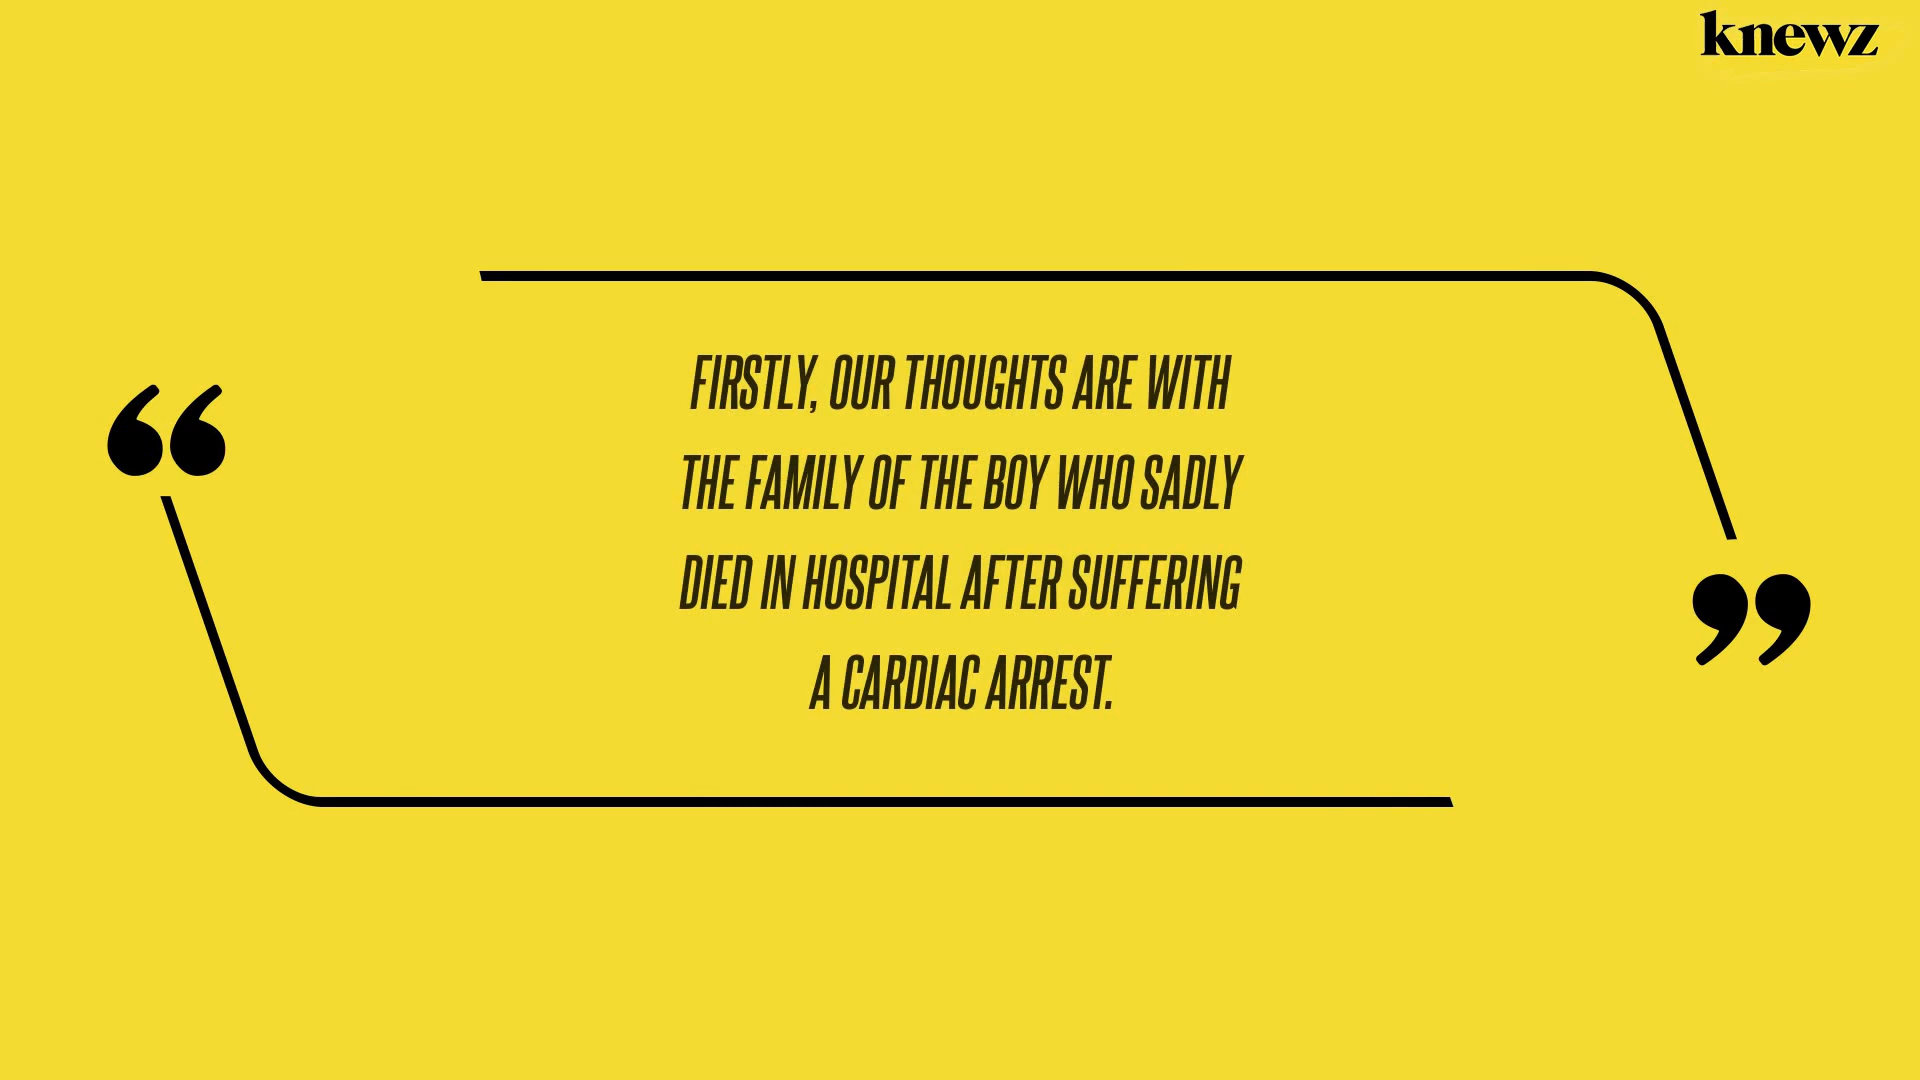 knewz
“
FIRSTLY, OUR THOUGHTS ARE WITH
THE FAMILY OF THE BOY WHO SADLY
DIED IN HOSPITAL AFTER SUFFERING
A CARDIAC ARREST.
”